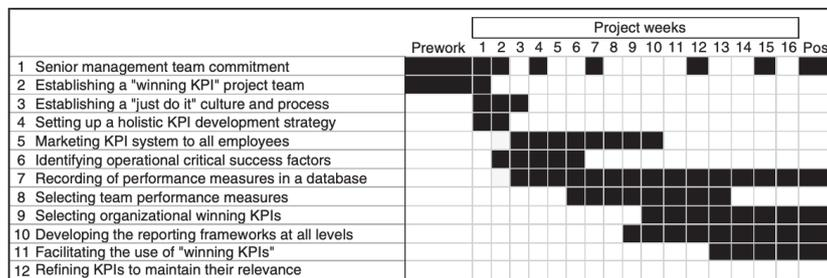 Project weeks
Prework 1 2 3 4 5 6 7 8 9 10 11 12 13 14 15 16 Pos
1 Senior management team commitment
2 Establishing a "winning KPI" project team
3 Establishing a "just do it" culture and process
4 Setting up a holistic KPI development strategy
5 Marketing KPI system to all employees
6 Identifying operational critical success factors
7 Recording of performance measures in a database
8 Selecting team performance measures
9 Selecting organizational winning KPIs
10 Developing the reporting frameworks at all levels
11 Facilitating the use of "winning KPIs"
12 Refining KPIs to maintain their relevance